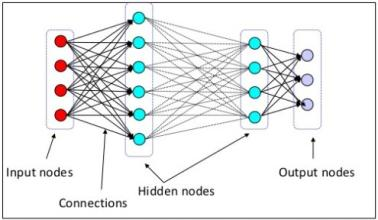 Input nodes
Connections
Hidden nodes
Output nodes